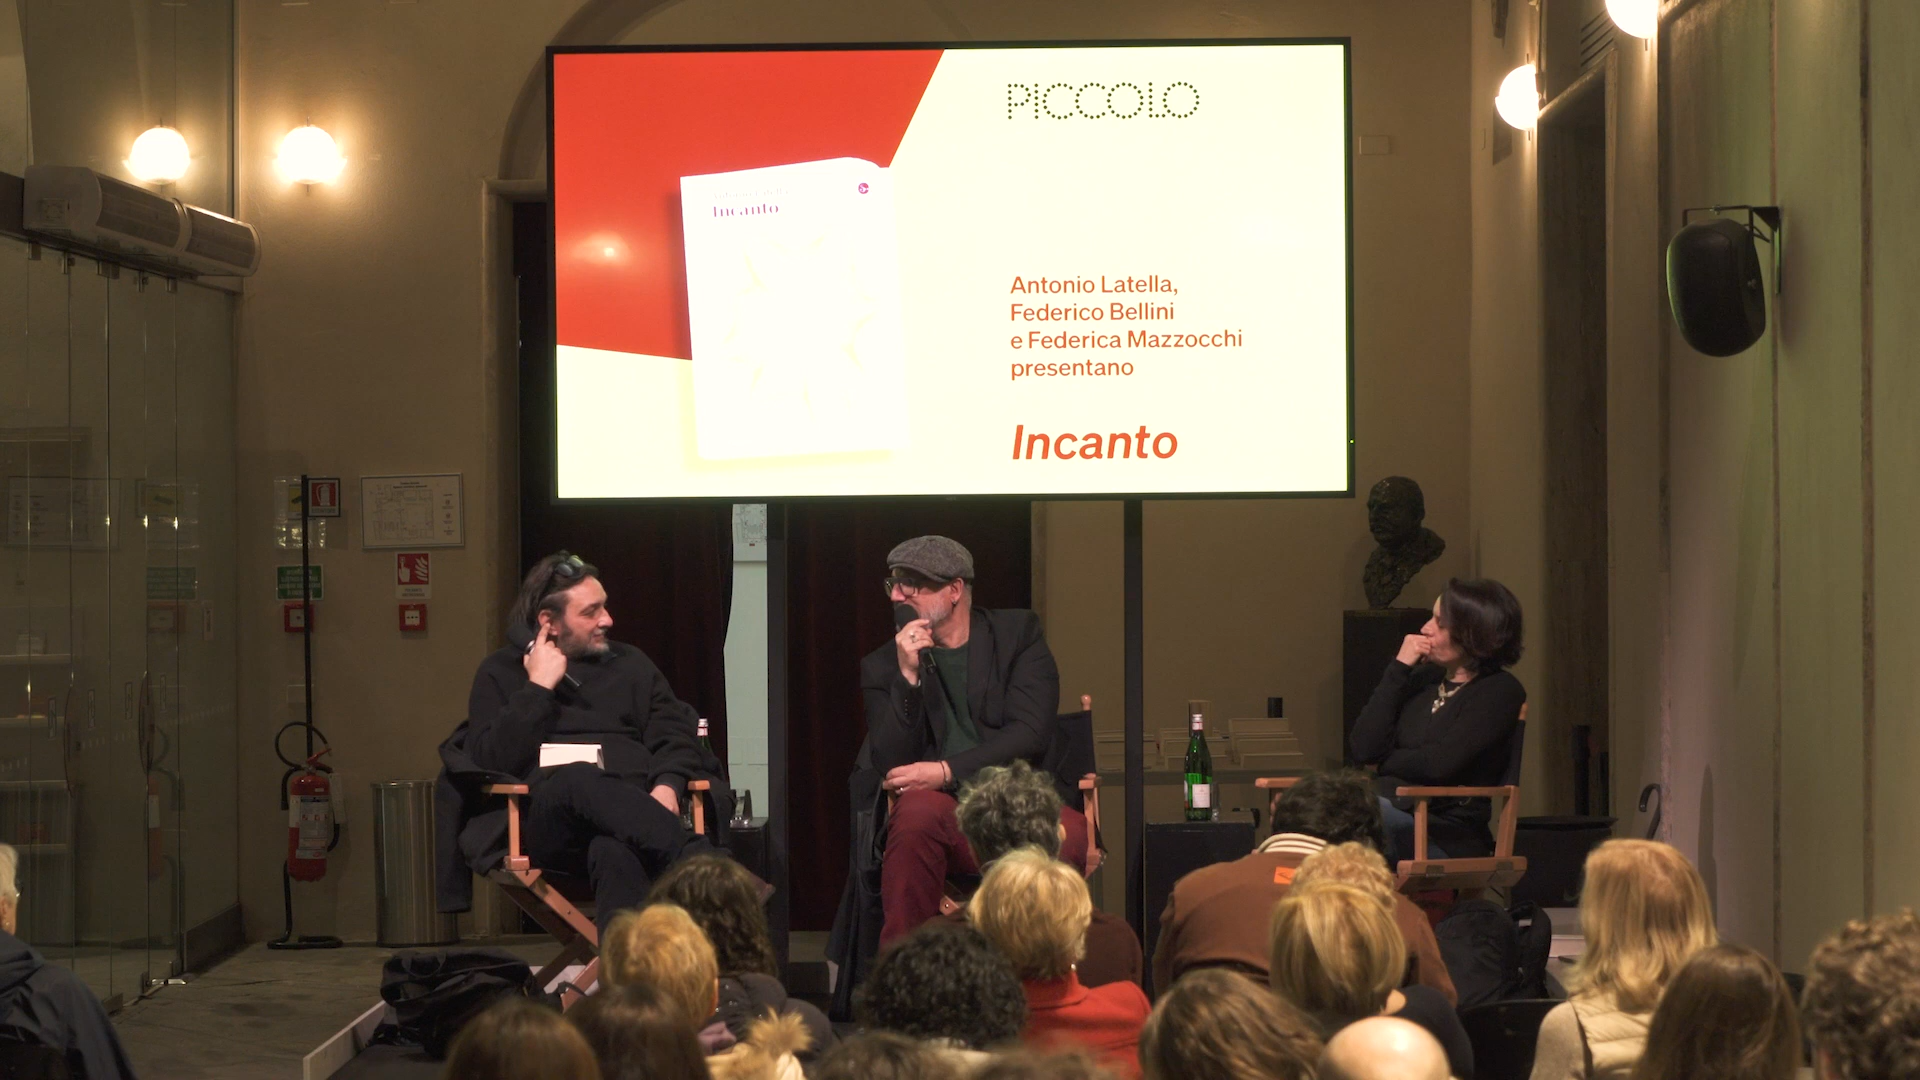 PICCOLO
Incanto
Antonio Latella,
Federico Bellini
e Federica Mazzocchi
presentano
Incanto